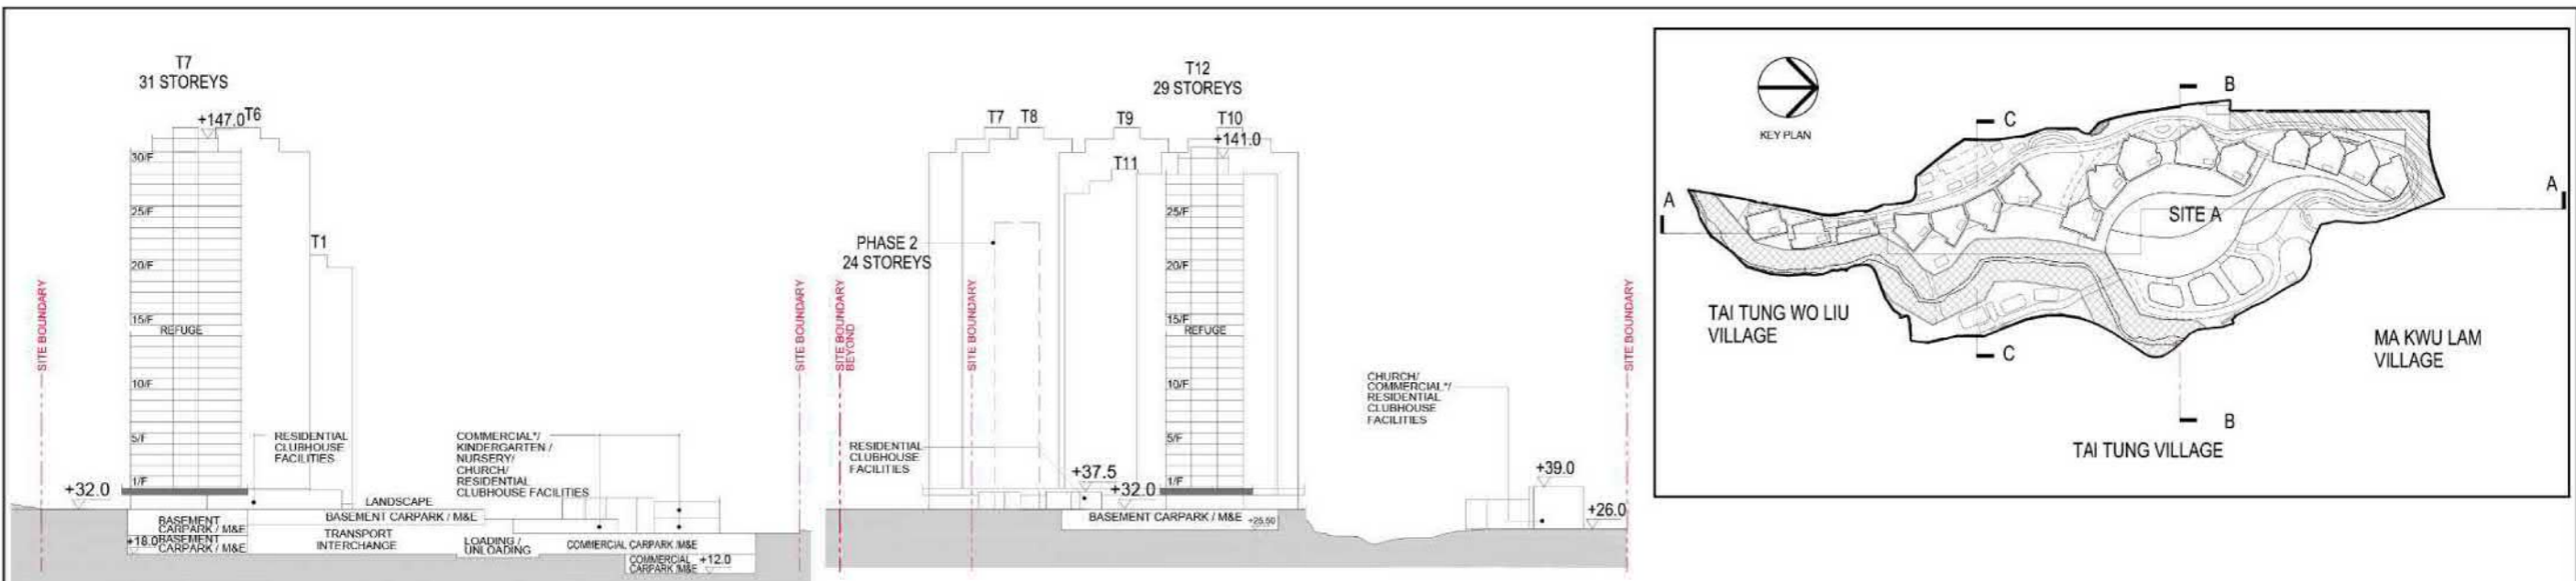 T7
31 STOREYS
+147.0
T6
30/F
25/F
20/F
15/F
REFUGE
10/F
5/F
1/F
T1
SITE BOUNDARY
+32.0
RESIDENTIAL
CLUBHOUSE
FACILITIES
COMMERCIAL*/
KINDERGARTEN /
NURSERY/
CHURCH/
RESIDENTIAL
CLUBHOUSE FACILITIES
LANDSCAPE
BASEMENT
CARPARK / M&E
BASEMENT CARPARK / M&E
+18.0
BASEMENT
CARPARK / M&E
TRANSPORT
INTERCHANGE
LOADING /
UNLOADING
COMMERCIAL CARPARK /M&E
COMMERCIAL
CARPARK /M&E
+12.0
SITE BOUNDARY
SITE BOUNDARY
BEYOND
SITE BOUNDARY
T12
29 STOREYS
T7
T8
T9
T10
+141.0
T11
25/F
20/F
15/F
REFUGE
10/F
5/F
1/F
PHASE 2
24 STOREYS
RESIDENTIAL
CLUBHOUSE
FACILITIES
+37.5
+32.0
BASEMENT CARPARK / M&E
+25.50
CHURCH/
COMMERCIAL*/
RESIDENTIAL
CLUBHOUSE
FACILITIES
+39.0
+26.0
SITE BOUNDARY
KEY PLAN
B
C
A
A
SITE A
TAI TUNG WO LIU
VILLAGE
C
MA KWU LAM
VILLAGE
B
TAI TUNG VILLAGE